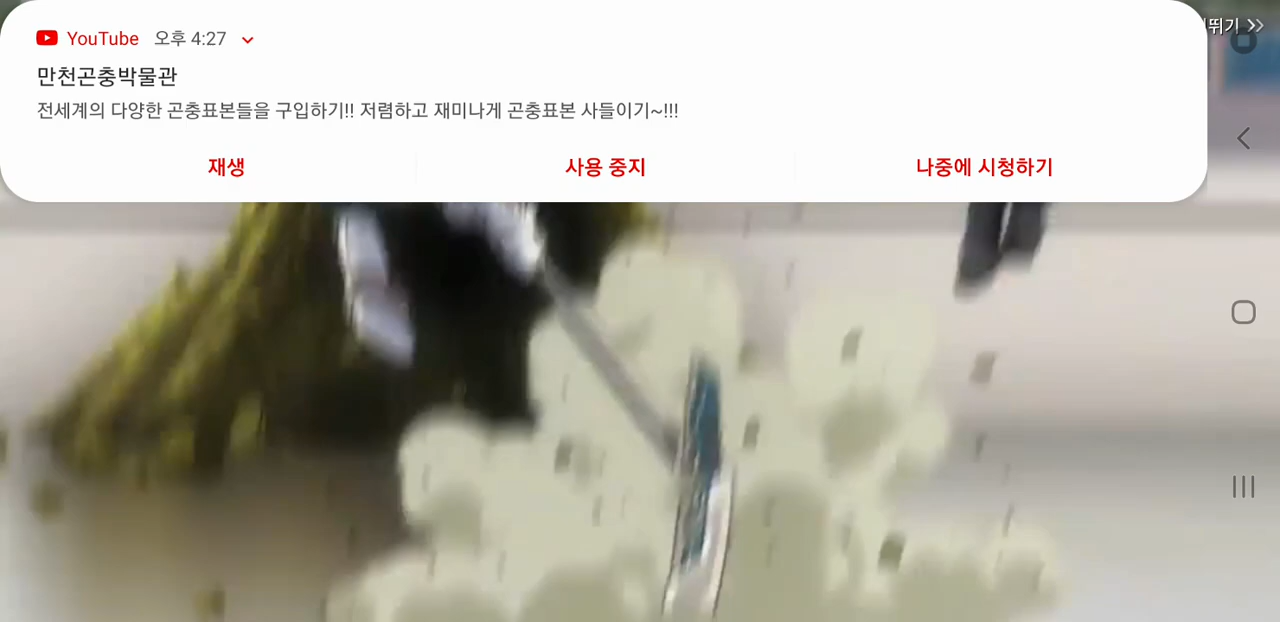 YouTube 오후 4:27
만천곤충박물관
전세계의 다양한 곤충표본들을 구입하기!! 저렴하고 재미나게 곤충표본 사들이기~!!!
재생 사용 중지 나중에 시청하기
뛰기